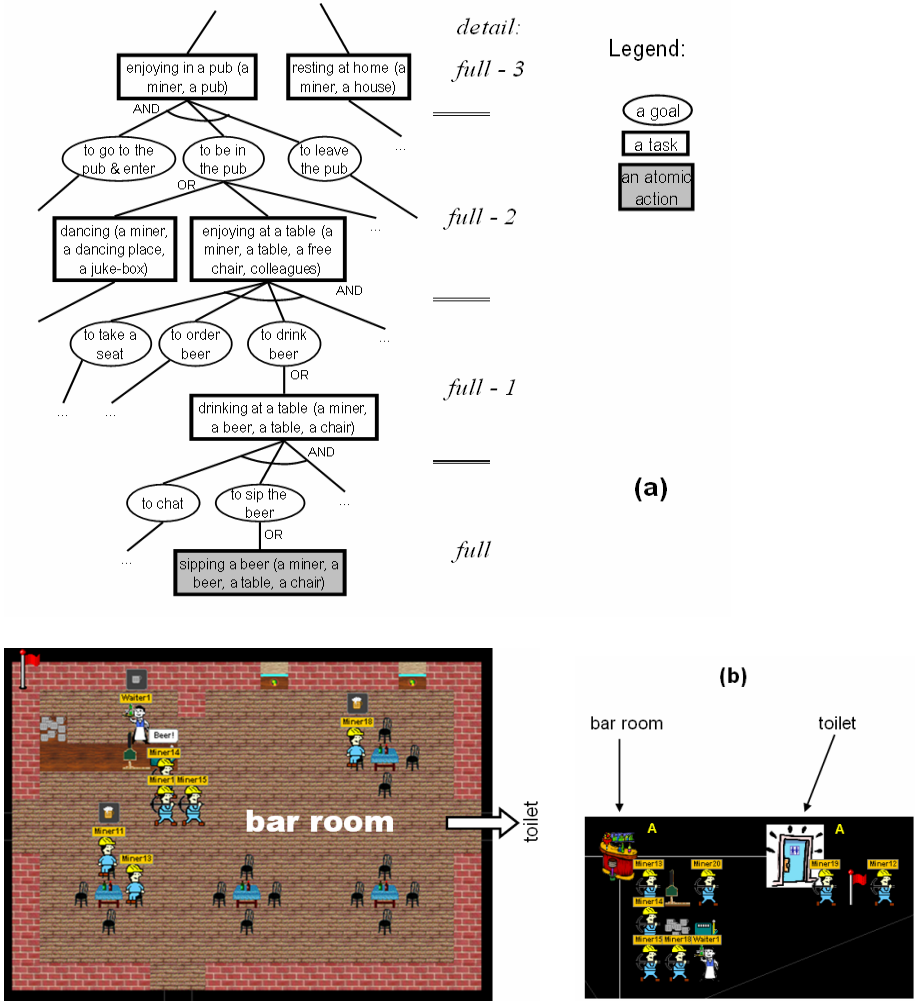 detail:
Legend:
enjoying in a pub (a
miner, a pub)
resting at home (a
miner, a house)
full - 3
AND
a goal
a task
an atomic
action
to go to the
pub & enter
to be in
the pub
to leave
the pub
...
OR
full - 2
dancing (a miner,
a dancing place,
a juke-box)
enjoying at a table (a
miner, a table, a free
chair, colleagues)
...
AND
to take a
seat
to order
beer
to drink
beer
...
OR
full - 1
...
...
drinking at a table (a miner,
a beer, a table, a chair)
AND
(a)
to chat
to sip the
beer
...
OR
full
...
sipping a beer (a miner, a
beer, a table, a chair)
(b)
Waiter1
Beer!
Miner18
Miner14
Miner1
Miner15
bar room
toilet
Miner11
Miner13
bar room
toilet
A
A
Miner13
Miner20
Miner19
Miner12
Miner14
Miner15
Miner18
Waiter1